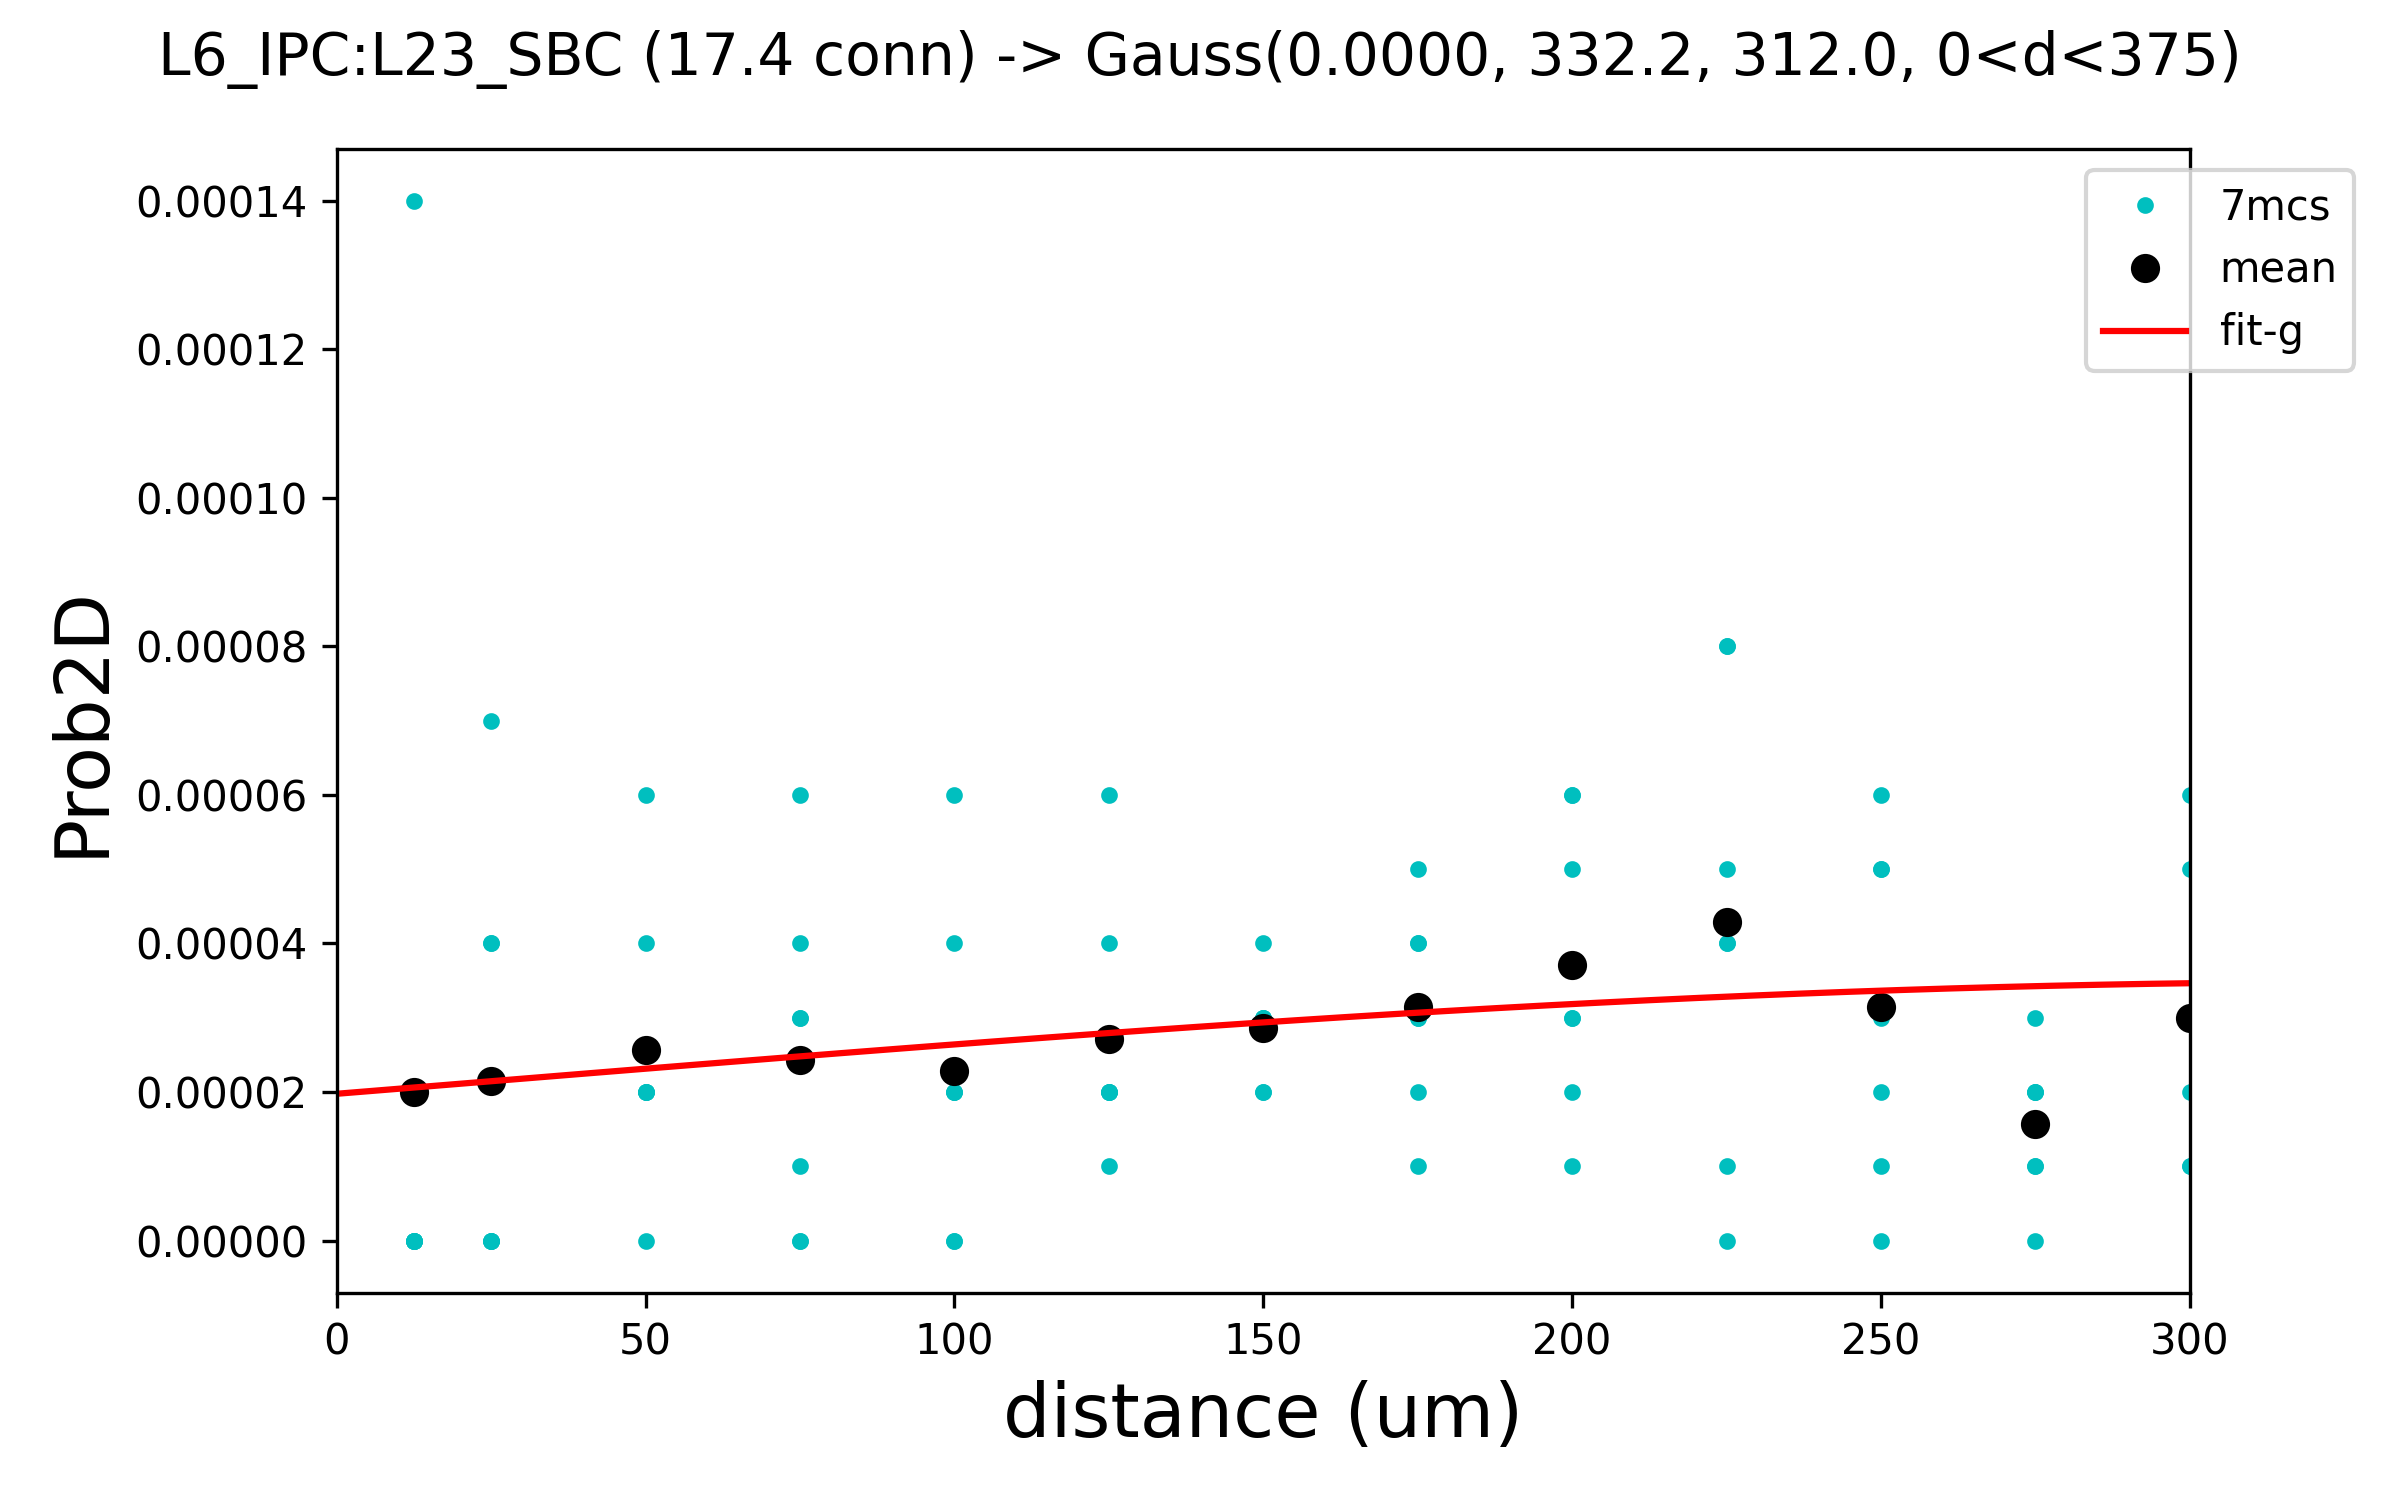 L6_IPC:L23_SBC (17.4 conn) -> Gauss(0.0000, 332.2, 312.0, 0<d<375)
7mcs
mean
fit-g
Prob2D
0.00014
0.00012
0.00010
0.00008
0.00006
0.00004
0.00002
0.00000
0 50 100 150 200 250 300
distance (um)